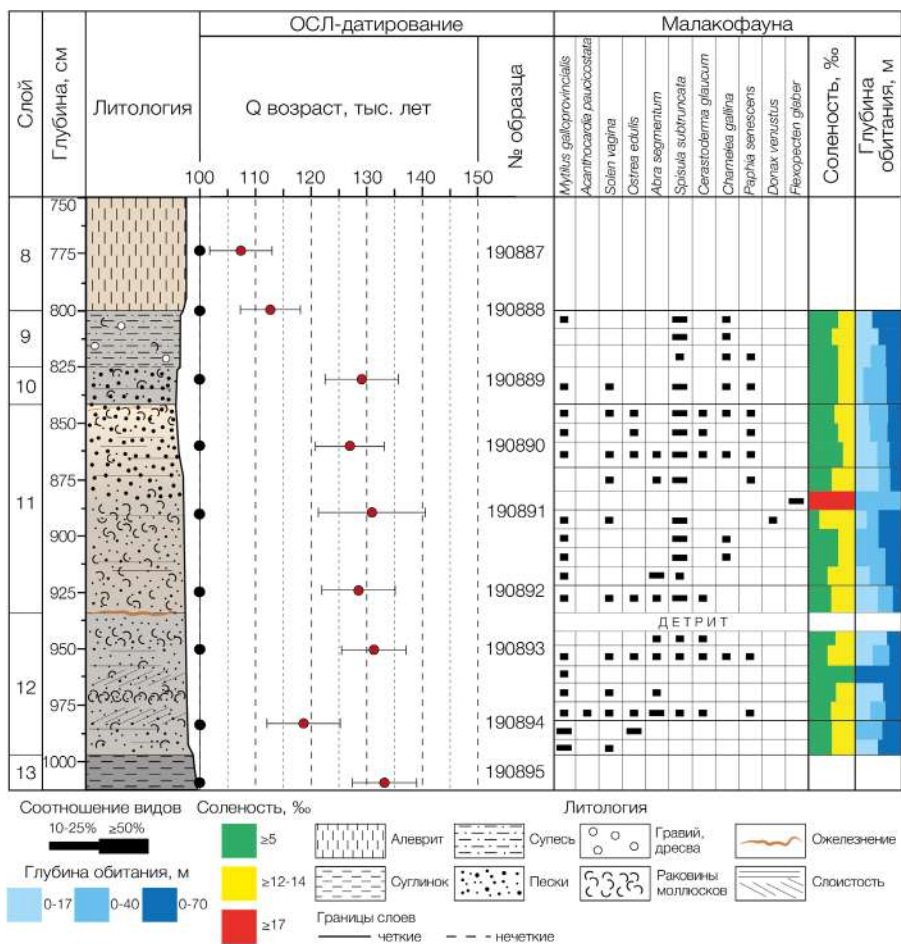 ОСЛ-датирование
Малакофауна
Слой
Глубина, см
Литология
Q возраст, тыс. лет
№ образца
Mytilus galloprovincialis
Acanthocardia paucicostata
Solen vagina
Ostrea edulis
Abra segmentum
Spisula subtruncata
Cerastoderma glaucum
Chamelea gallina
Paphia senescens
Donax venustus
Flexopecten glaber
Соленость, ‰
Глубина
обитания, м
100 110 120 130 140 150
750
8 775 190887
800 190888
9
825
10 190889
850
190890
875
11
900 190891
925 190892
ДЕТРИТ
950 190893
12
975
190894
1000
13 190895
Соотношение видов
10-25% ≥50%
Глубина обитания, м
0-17 0-40 0-70
Соленость, ‰
≥5
≥12-14
≥17
Литология
Алеврит Супесь Гравий, дресва Ожелезнение
Суглинок Пески Раковины моллюсков Слоистость
Границы слоев
четкие нечеткие